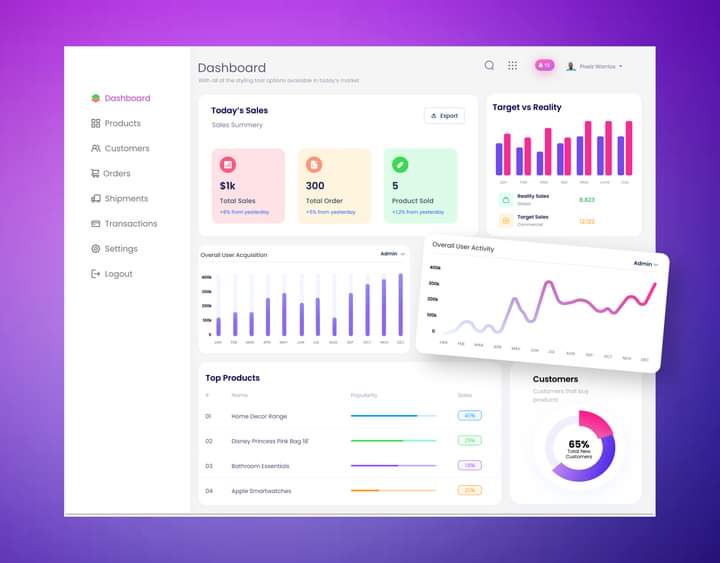 Dashboard
Products
Customers
Orders
Shipments
Transactions
Settings
Logout
Dashboard
With all of the styling tool options available in today's market
Today's Sales
Sales Summery
Export
$1k
Total Sales
+8% from yesterday
300
Total Order
+5% from yesterday
5
Product Sold
+12% from yesterday
Target vs Reality
Jan Feb Mar Apr May June July
Reality Sales
Global
8.823
Target Sales
Commercial
12.122
Overall User Acquisition
Admin
400k
300k
200k
100k
0
JAN FEB MAR APR MAY JUN JUL AUG SEP OCT NOV DEC
Overall User Activity
Admin
400k
300k
200k
100k
0
JAN FEB MAR APR MAY JUN JUL AUG SEP OCT NOV DEC
Top Products
# Name Popularity Sales
01 Home Decor Range 45%
02 Disney Princess Pink Bag 18' 29%
03 Bathroom Essentials 18%
04 Apple Smartwatches 25%
Customers
Customers that buy
products
65%
Total New
Customers